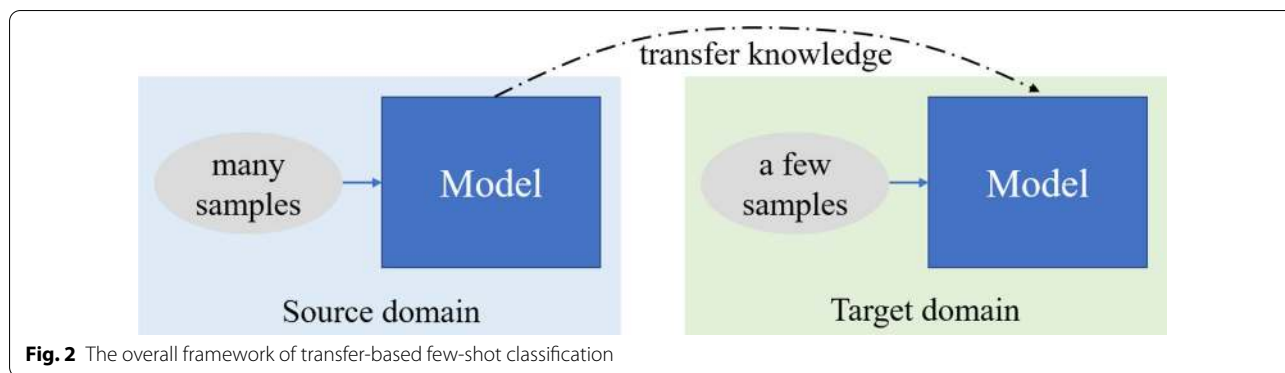 transfer knowledge
many
samples
Model
Source domain
a few
samples
Model
Target domain
Fig. 2 The overall framework of transfer-based few-shot classification